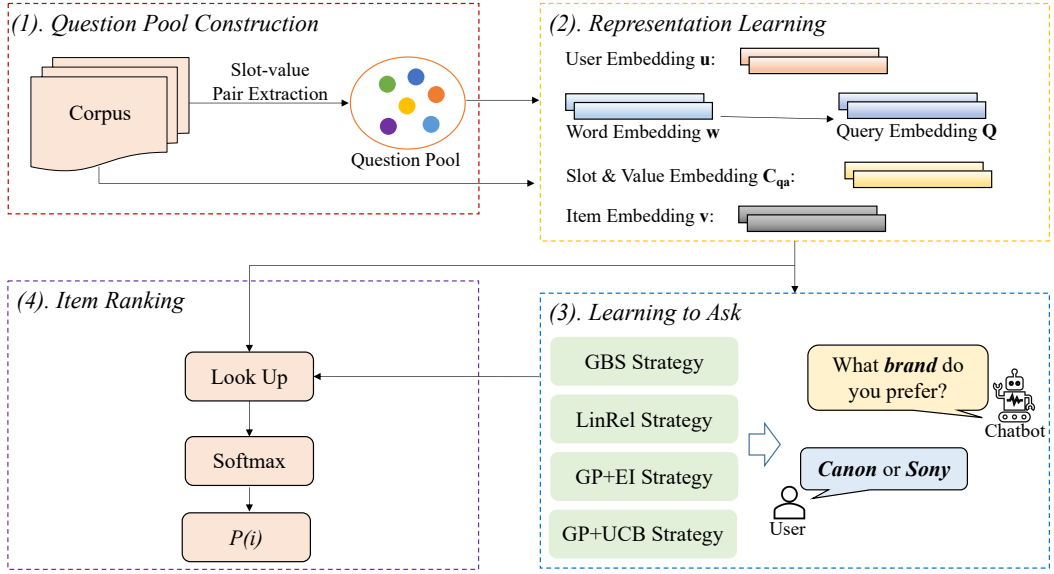 (1). Question Pool Construction
Corpus
Slot-value
Pair Extraction
Question Pool
(2). Representation Learning
User Embedding u:
Word Embedding w
Query Embedding Q
Slot & Value Embedding Cqa:
Item Embedding v:
(3). Learning to Ask
GBS Strategy
LinRel Strategy
GP+EI Strategy
GP+UCB Strategy
What brand do
you prefer?
Chatbot
Canon or Sony
User
(4). Item Ranking
Look Up
Softmax
P(i)